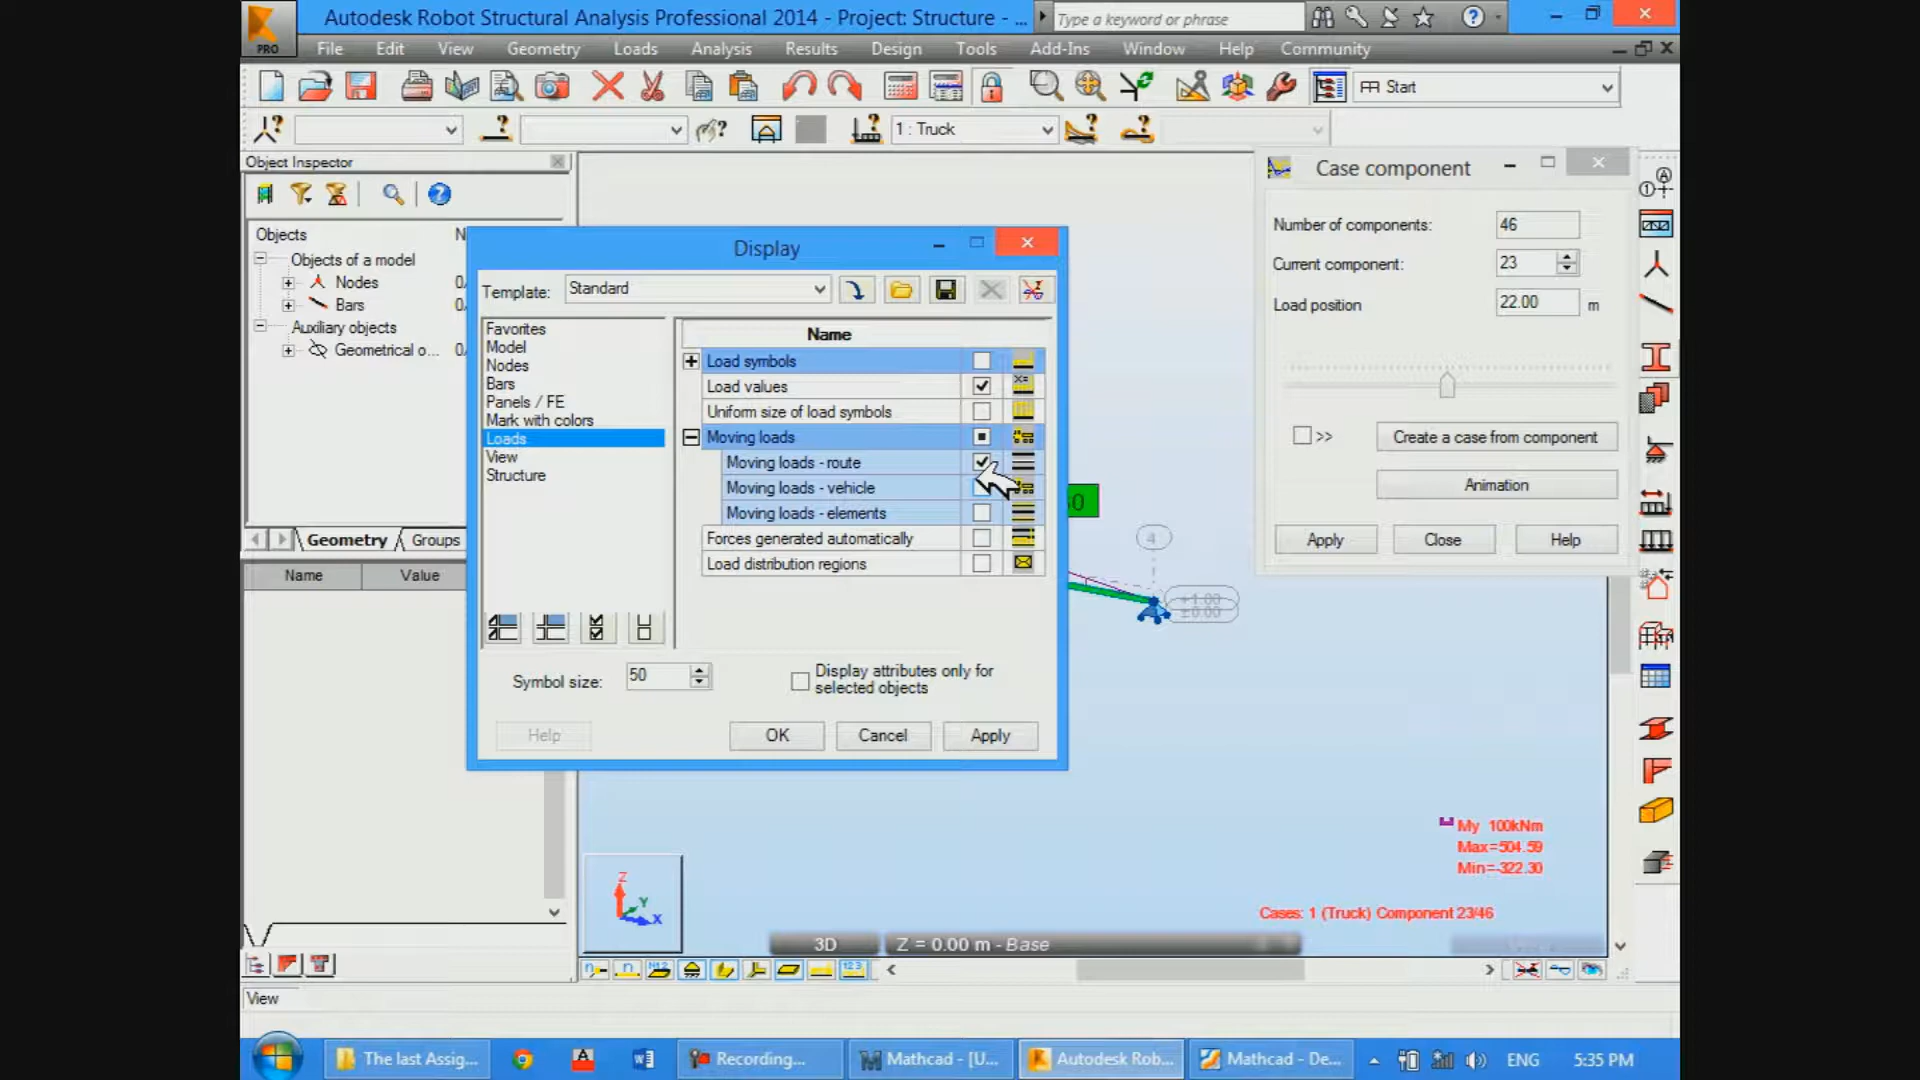 PRO
Autodesk Robot Structural Analysis Professional 2014 - Project: Structure - ...
Type a keyword or phrase
File Edit View Geometry Loads Analysis Results Design Tools Add-Ins Window Help Community
Start
1 : Truck
Object Inspector
Objects
N
Objects of a model
Nodes
0/
Bars
0/
Auxiliary objects
Geometrical o...
0/
Geometry
Groups
Name
Value
Display
Template:
Standard
Favorites
Model
Nodes
Bars
Panels / FE
Mark with colors
Loads
View
Structure
Name
Load symbols
Load values
Uniform size of load symbols
Moving loads
Moving loads - route
Moving loads - vehicle
Moving loads - elements
Forces generated automatically
Load distribution regions
Symbol size:
50
Display attributes only for
selected objects
Help
OK
Cancel
Apply
Case component
Number of components:
46
Current component:
23
Load position
22.00
m
>>
Create a case from component
Animation
Apply
Close
Help
4
+1.00
±0.00
My 100kNm
Max=504.59
Min=-322.30
Cases: 1 (Truck) Component 23/46
Z
Y
X
3D
Z = 0.00 m - Base
View
The last Assig...
Recording...
Mathcad - [U...
Autodesk Rob...
Mathcad - De...
ENG
5:35 PM